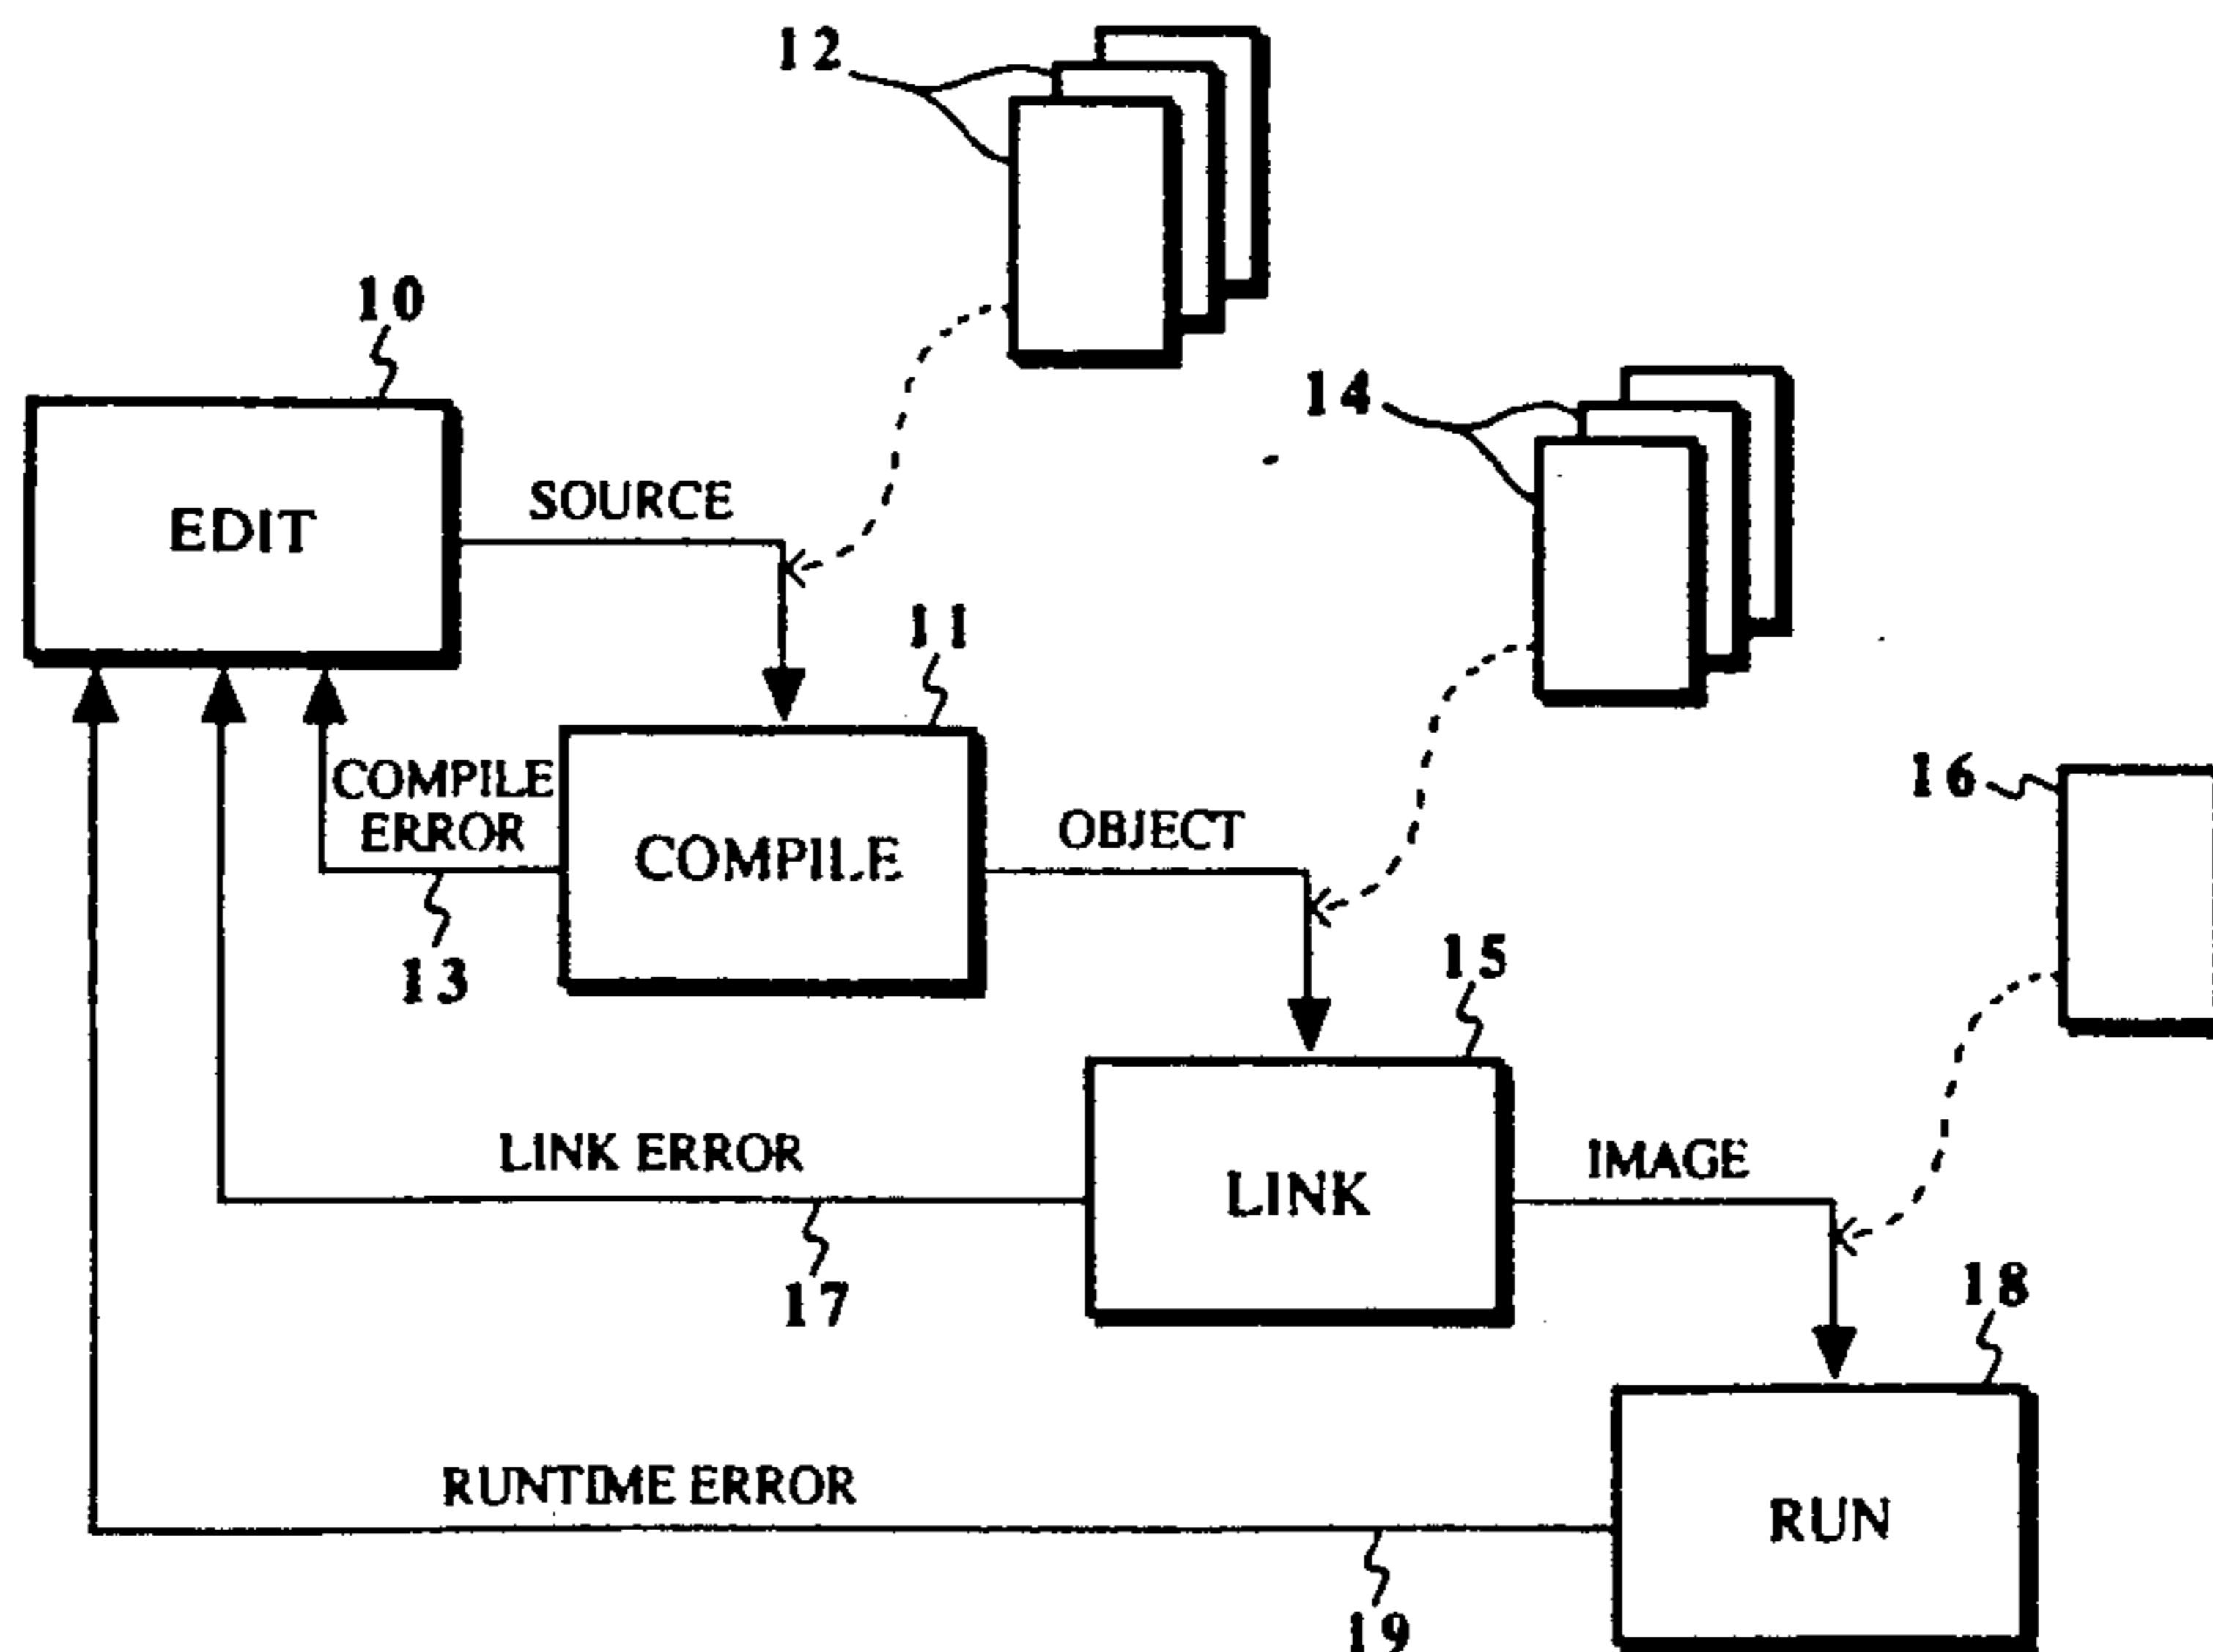 12
10
14
EDIT
SOURCE
11
COMPILE
ERROR
COMPILE
OBJECT
16
13
15
LINK ERROR
LINK
IMAGE
17
18
RUNTIME ERROR
RUN
19